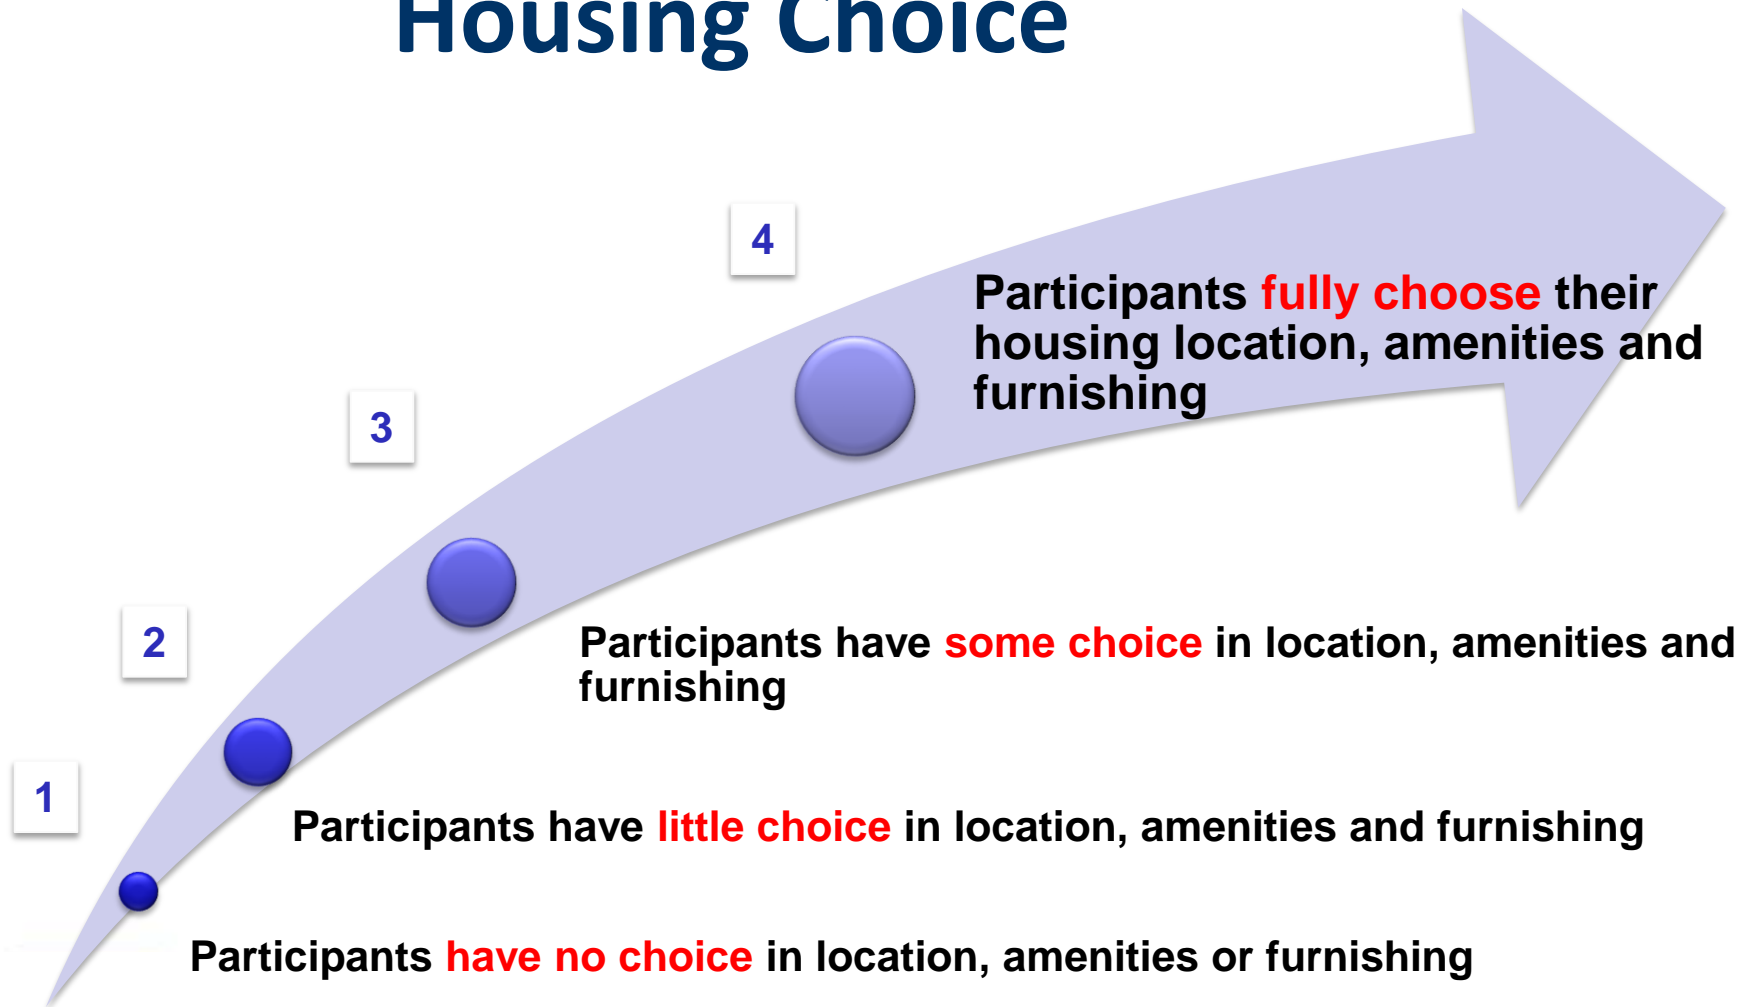 Housing Choice
4
Participants fully choose their
housing location, amenities and
furnishing
3
Participants have some choice in location, amenities and
furnishing
2
Participants have little choice in location, amenities and furnishing
1
Participants have no choice in location, amenities or furnishing